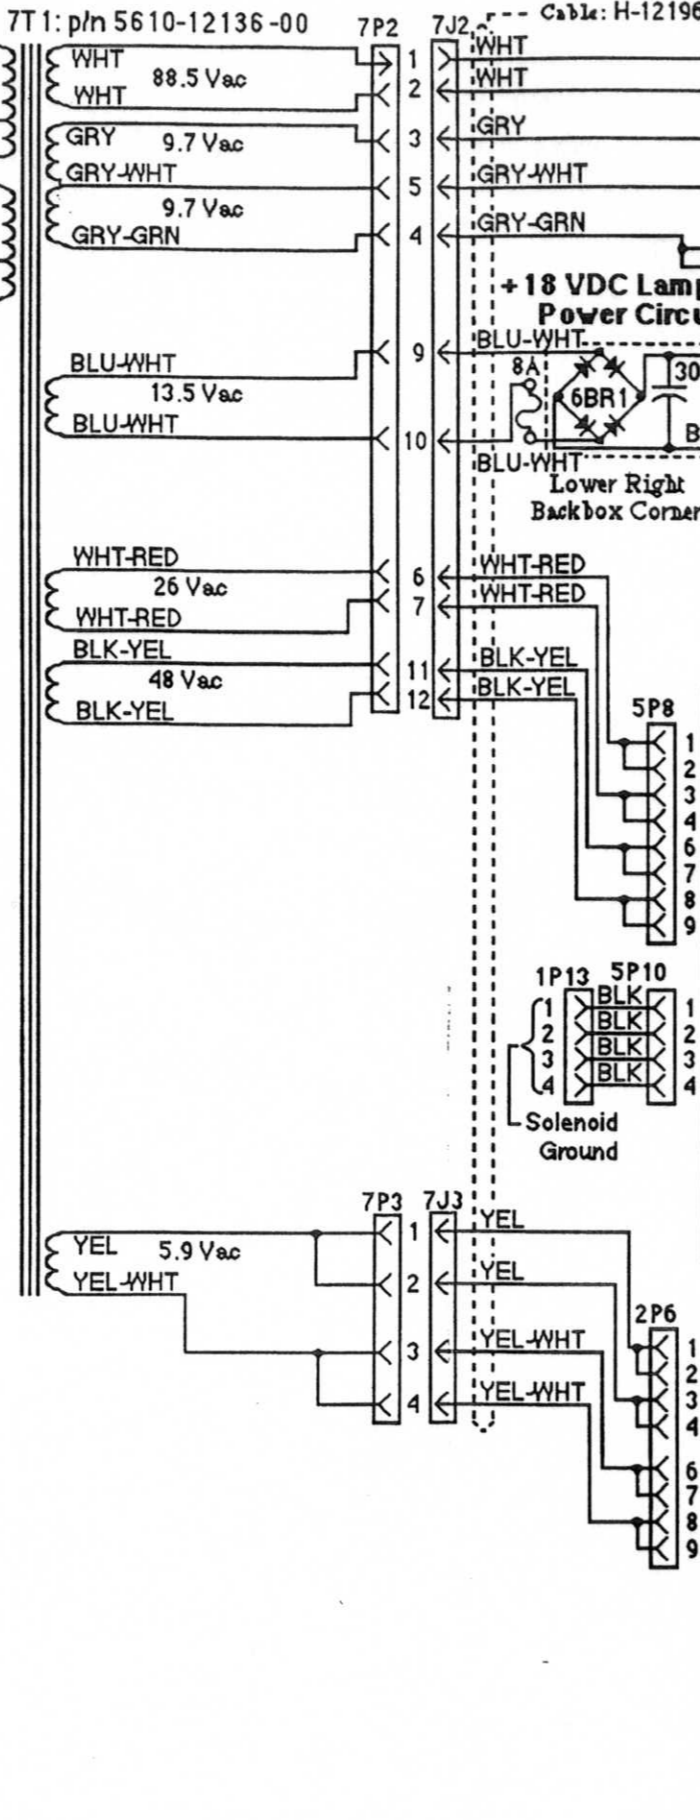 7T1: p/n 5610-12136-00
7P2
7J2
Cable: H-12196
WHT
88.5 Vac
WHT
1
2
WHT
WHT
GRY
9.7 Vac
3
GRY
GRY-WHT
5
GRY-WHT
9.7 Vac
GRY-GRN
4
GRY-GRN
+18 VDC
Power
BLU-WHT
9
BLU-WHT
13.5 Vac
8A
6BR1
30
BLU-WHT
10
B
BLU-WHT
Lower Right
Backbox Corner
WHT-RED
26 Vac
6
WHT-RED
WHT-RED
7
WHT-RED
BLK-YEL
48 Vac
11
BLK-YEL
BLK-YEL
12
BLK-YEL
5P8
1
2
3
4
6
7
8
9
1P13
5P10
1
BLK
1
2
BLK
2
3
BLK
3
4
BLK
4
Solenoid
Ground
7P3
7J3
YEL
5.9 Vac
1
YEL
YEL-WHT
2
YEL
3
YEL-WHT
4
YEL-WHT
2P6
1
2
3
4
6
7
8
9